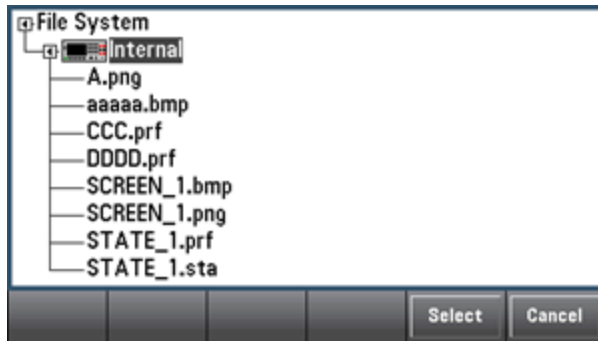 File System
Internal
A.png
aaaaa.bmp
CCC.prf
DDDD.prf
SCREEN_1.bmp
SCREEN_1.png
STATE_1.prf
STATE_1.sta
Select Cancel